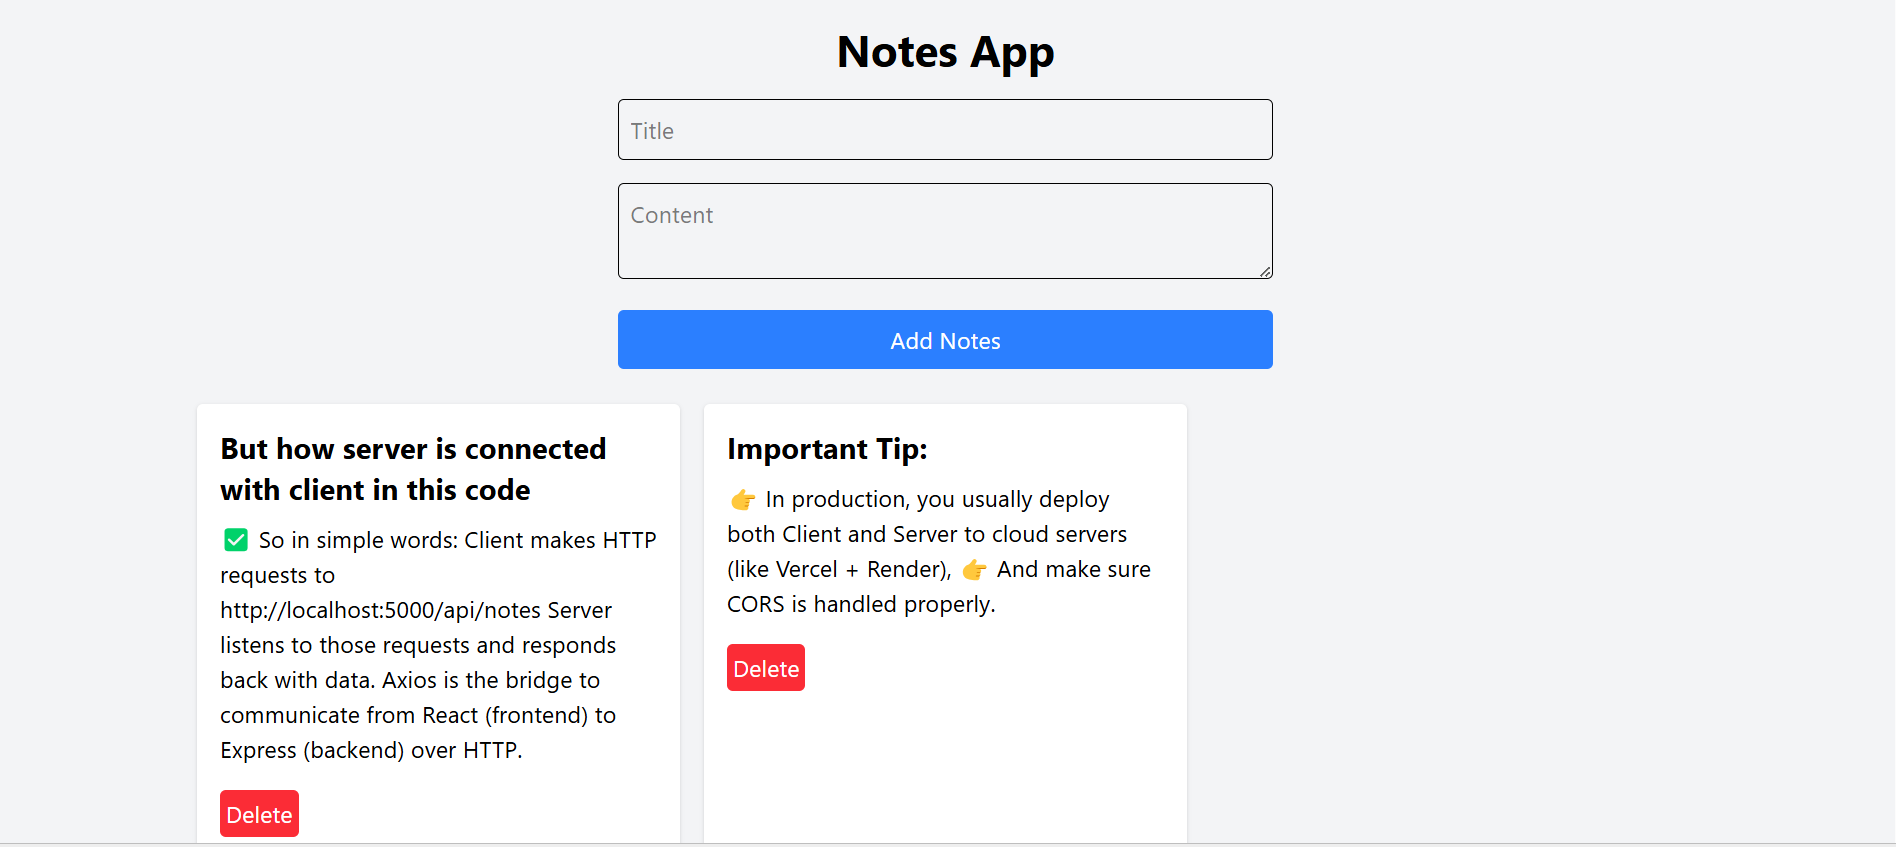 Notes App
Title
Content
Add Notes
But how server is connected
with client in this code
✅ So in simple words: Client makes HTTP
requests to
http://localhost:5000/api/notes Server
listens to those requests and responds
back with data. Axios is the bridge to
communicate from React (frontend) to
Express (backend) over HTTP.
Delete
Important Tip:
👉 In production, you usually deploy
both Client and Server to cloud servers
(like Vercel + Render), 👉 And make sure
CORS is handled properly.
Delete